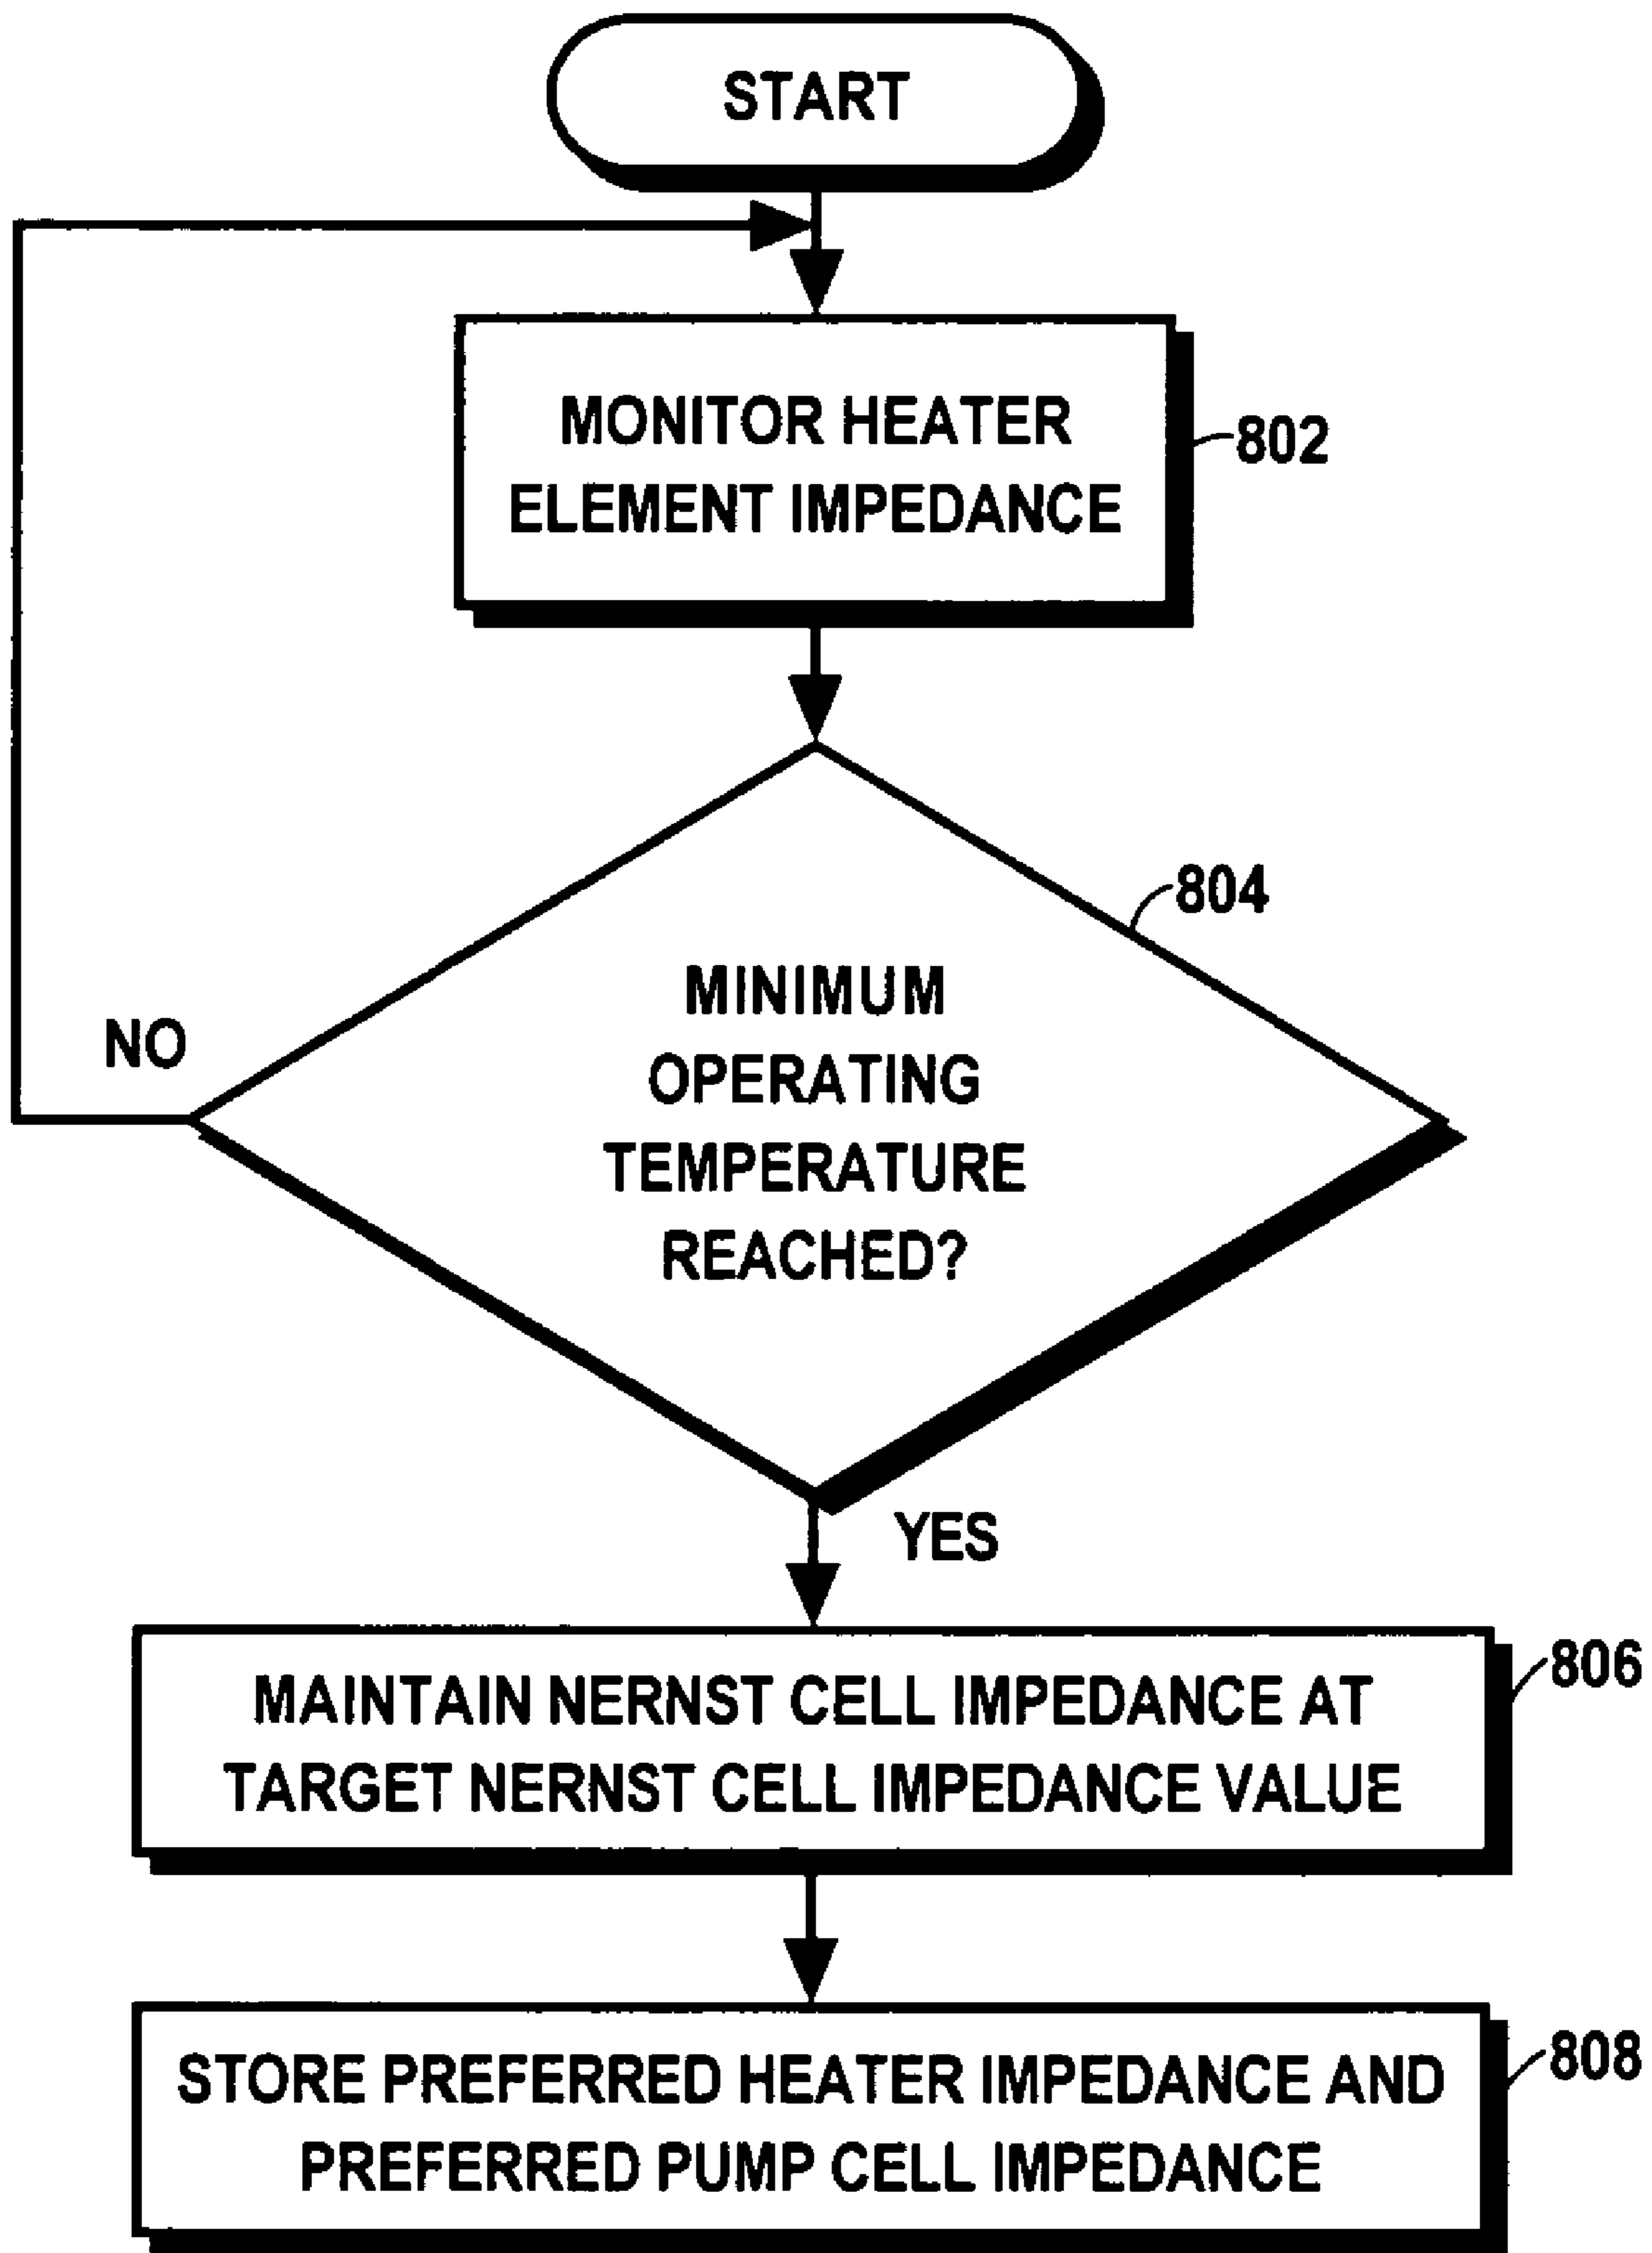 START
MONITOR HEATER
ELEMENT IMPEDANCE
802
804
MINIMUM
OPERATING
TEMPERATURE
REACHED?
NO
YES
MAINTAIN NERNST CELL IMPEDANCE AT
TARGET NERNST CELL IMPEDANCE VALUE
806
STORE PREFERRED HEATER IMPEDANCE AND
PREFERRED PUMP CELL IMPEDANCE
808